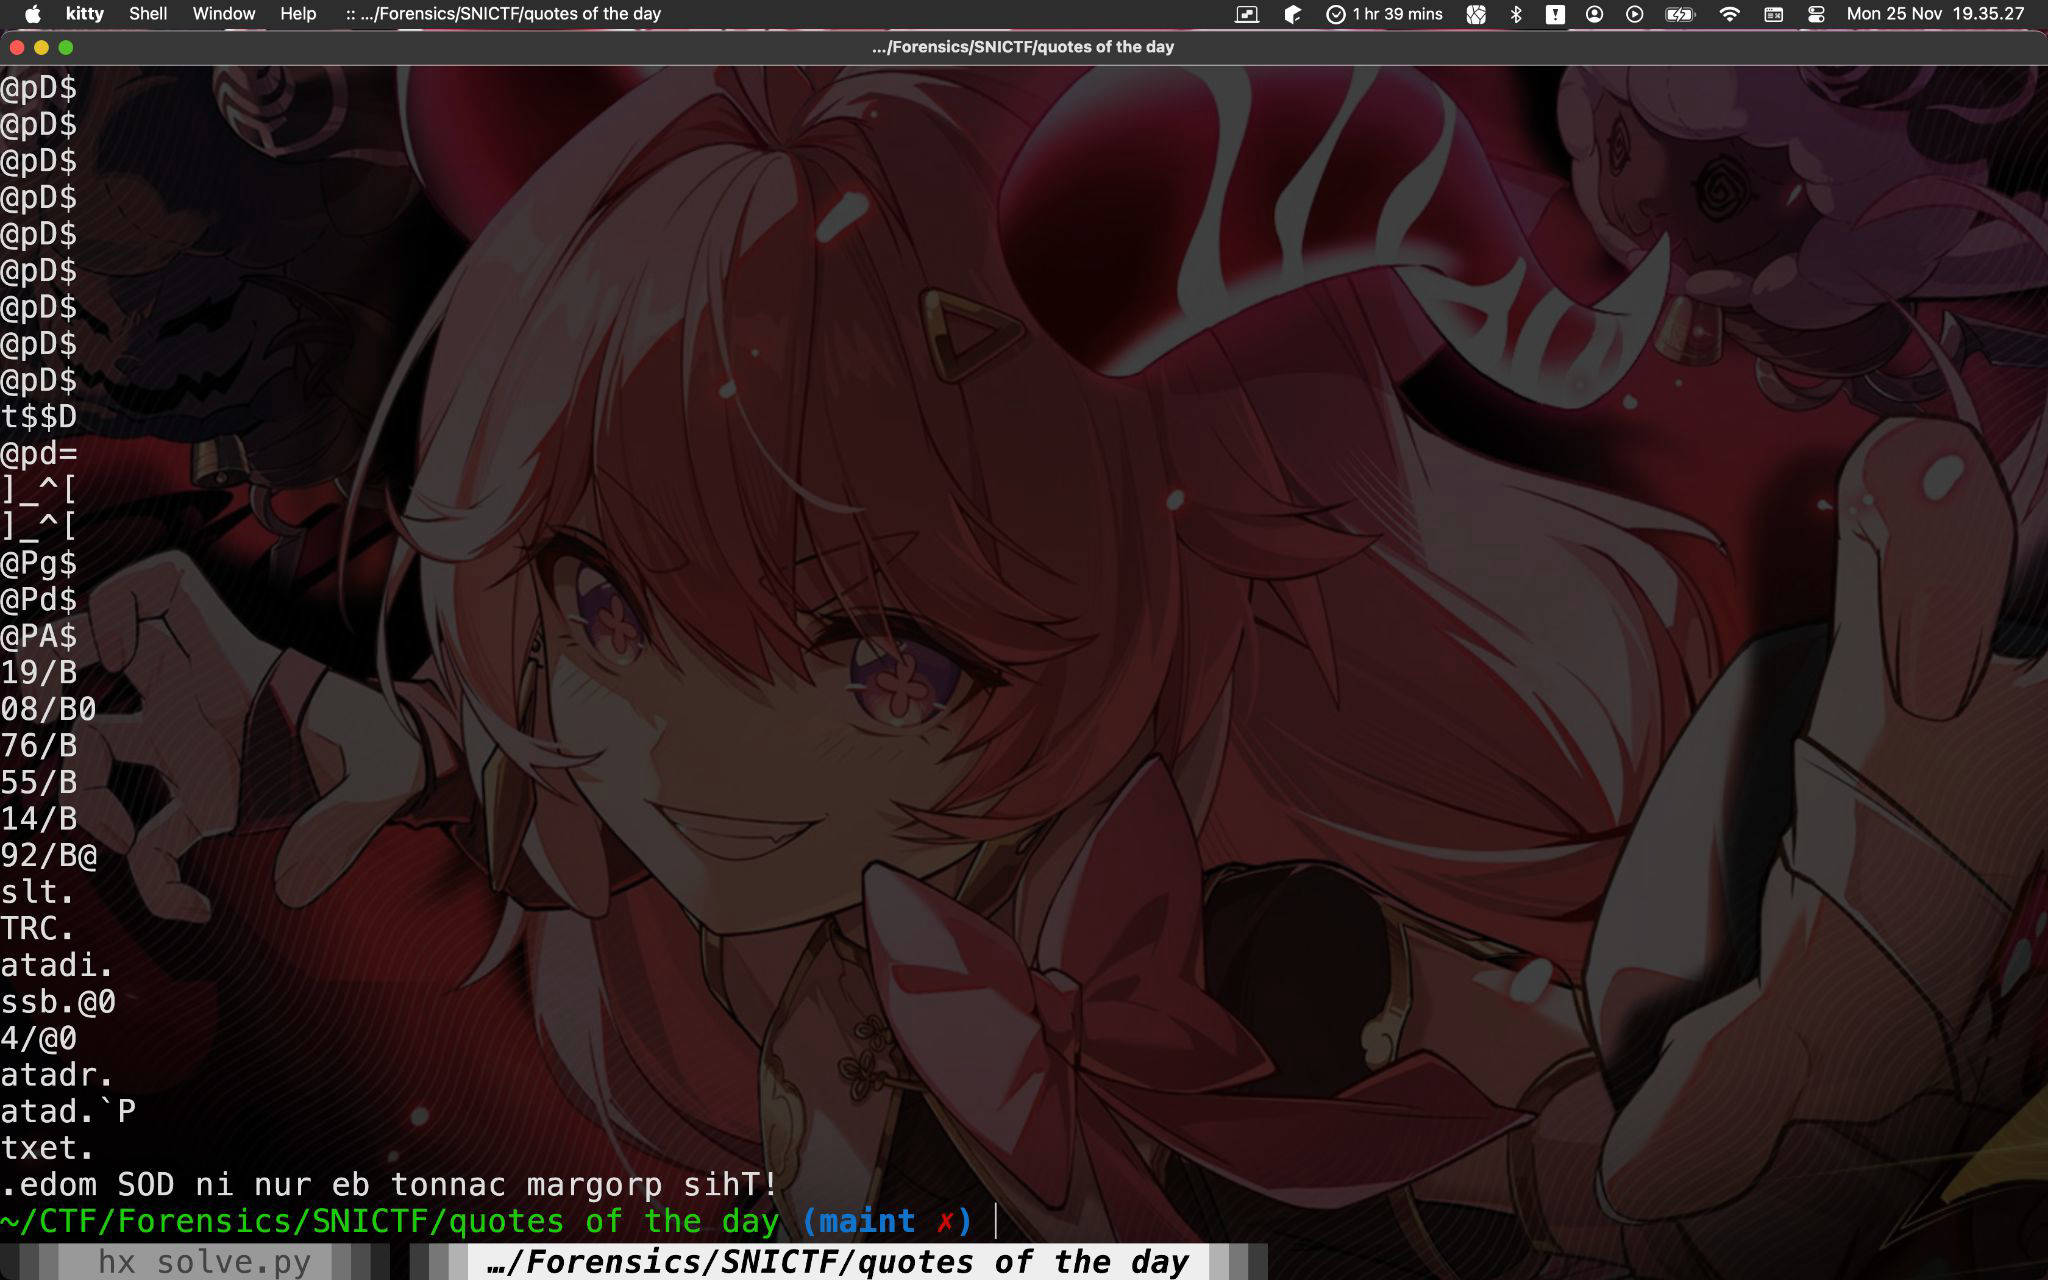 kitty Shell Window Help :: .../Forensics/SNICTF/quotes of the day 1 hr 39 mins Mon 25 Nov 19.35.27
.../Forensics/SNICTF/quotes of the day
@pD$
@pD$
@pD$
@pD$
@pD$
@pD$
@pD$
@pD$
@pD$
t$$D
@pd=
]_^[
]_^[
@Pg$
@Pd$
@PA$
19/B
08/B0
76/B
55/B
14/B
92/B@
slt.
TRC.
atadi.
ssb.@0
4/@0
atadr.
atad.`P
txet.
.edom SOD ni nur eb tonnac margorp sihT!
~/CTF/Forensics/SNICTF/quotes of the day (maint ✗)
hx solve.py …/Forensics/SNICTF/quotes of the day